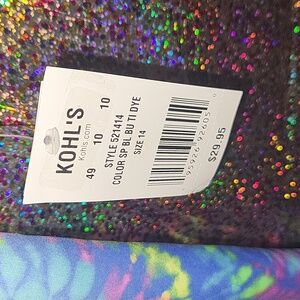 KOHL'S
Kohls.com
49 10 10
STYLE 521414
COLOR SP BL BD TI DYE
SIZE 14
$29.95